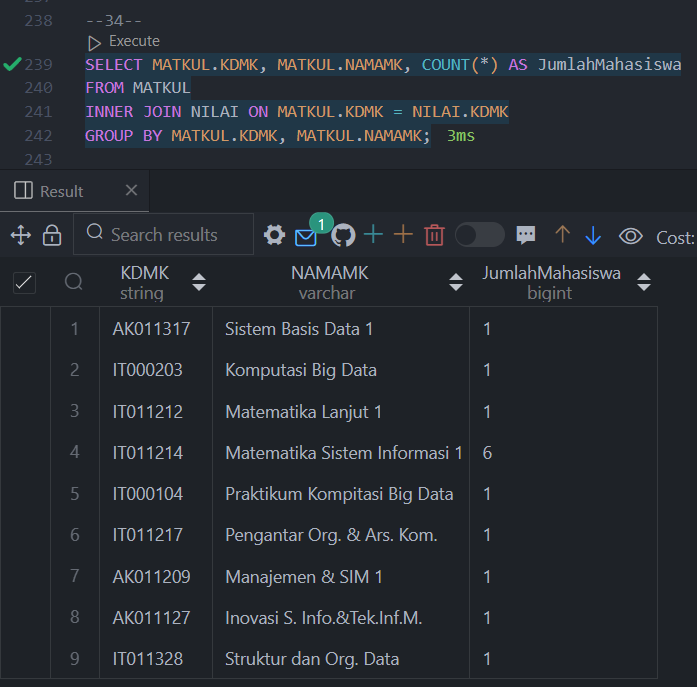 238 --34--
Execute
239 SELECT MATKUL.KDMK, MATKUL.NAMAMK, COUNT(*) AS JumlahMahasiswa
240 FROM MATKUL
241 INNER JOIN NILAI ON MATKUL.KDMK = NILAI.KDMK
242 GROUP BY MATKUL.KDMK, MATKUL.NAMAMK; 3ms
243
Result
Search results 1 Cost:
KDMK NAMAMK JumlahMahasiswa
string varchar bigint
1 AK011317 Sistem Basis Data 1 1
2 IT000203 Komputasi Big Data 1
3 IT011212 Matematika Lanjut 1 1
4 IT011214 Matematika Sistem Informasi 1 6
5 IT000104 Praktikum Kompitasi Big Data 1
6 IT011217 Pengantar Org. & Ars. Kom. 1
7 AK011209 Manajemen & SIM 1 1
8 AK011127 Inovasi S. Info.&Tek.Inf.M. 1
9 IT011328 Struktur dan Org. Data 1